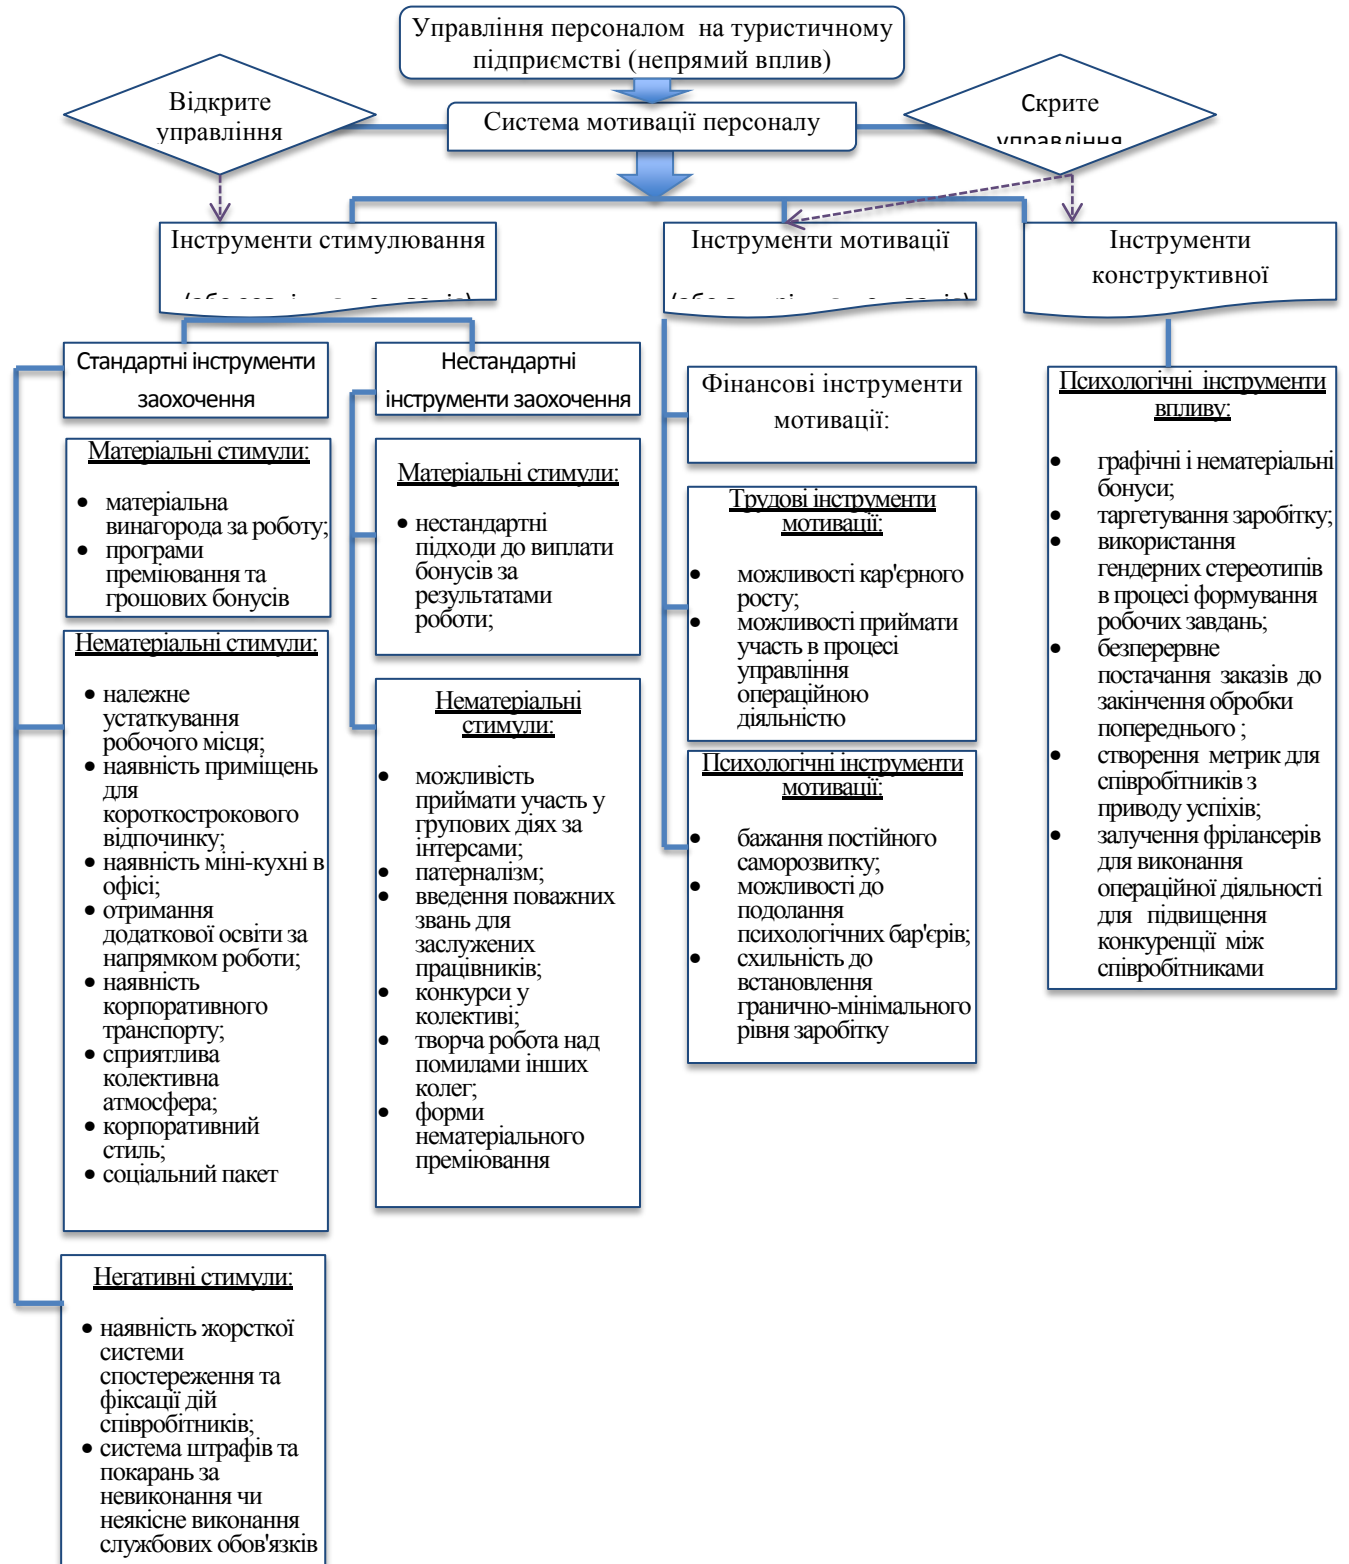 Управління персоналом на туристичному
підприємстві (непрямий вплив)
Відкрите
управління
Система мотивації персоналу
Скрите
управління
Інструменти стимулювання
Інструменти мотивації
Інструменти
конструктивної
Стандартні інструменти
заохочення
Матеріальні стимули:
• матеріальна
винагорода за роботу;
• програми
преміювання та
грошових бонусів
Нематеріальні стимули:
• належне
устаткування
робочого місця;
• наявність приміщень
для
короткострокового
відпочинку;
• наявність міні-кухні в
офісі;
• отримання
додаткової освіти за
напрямком роботи;
• наявність
корпоративного
транспорту;
• сприятлива
колективна
атмосфера;
• корпоративний
стиль;
• соціальний пакет
Негативні стимули:
• наявність жорсткої
системи
спостереження та
фіксації дій
співробітників;
• система штрафів та
покарань за
невиконання чи
неякісне виконання
службових обов'язків
Нестандартні
інструменти заохочення
Матеріальні стимули:
• нестандартні
підходи до виплати
бонусів за
результатами
роботи;
Нематеріальні
стимули:
• можливість
приймати участь у
групових діях за
інтерсами;
• патерналізм;
• введення поважних
звань для
заслужених
працівників;
• конкурси у
колективі;
• творча робота над
помилами інших
колег;
• форми
нематеріального
преміювання
Фінансові інструменти
мотивації:
Трудові інструменти
мотивації:
• можливості кар'єрного
росту;
• можливості приймати
участь в процесі
управління
операційною
діяльністю
Психологічні інструменти
мотивації:
• бажання постійного
саморозвитку;
• можливості до
подолання
психологічних бар'єрів;
• схильність до
встановлення
гранично-мінімального
рівня заробітку
Психологічні інструменти
впливу:
• графічні і нематеріальні
бонуси;
• таргетування заробітку;
• використання
гендерних стереотипів
в процесі формування
робочих завдань;
• безперервне
постачання заказів до
закінчення обробки
попереднього ;
• створення метрик для
співробітників з
приводу успіхів;
• залучення фрілансерів
для виконання
операційної діяльності
для підвищення
конкуренції між
співробітниками